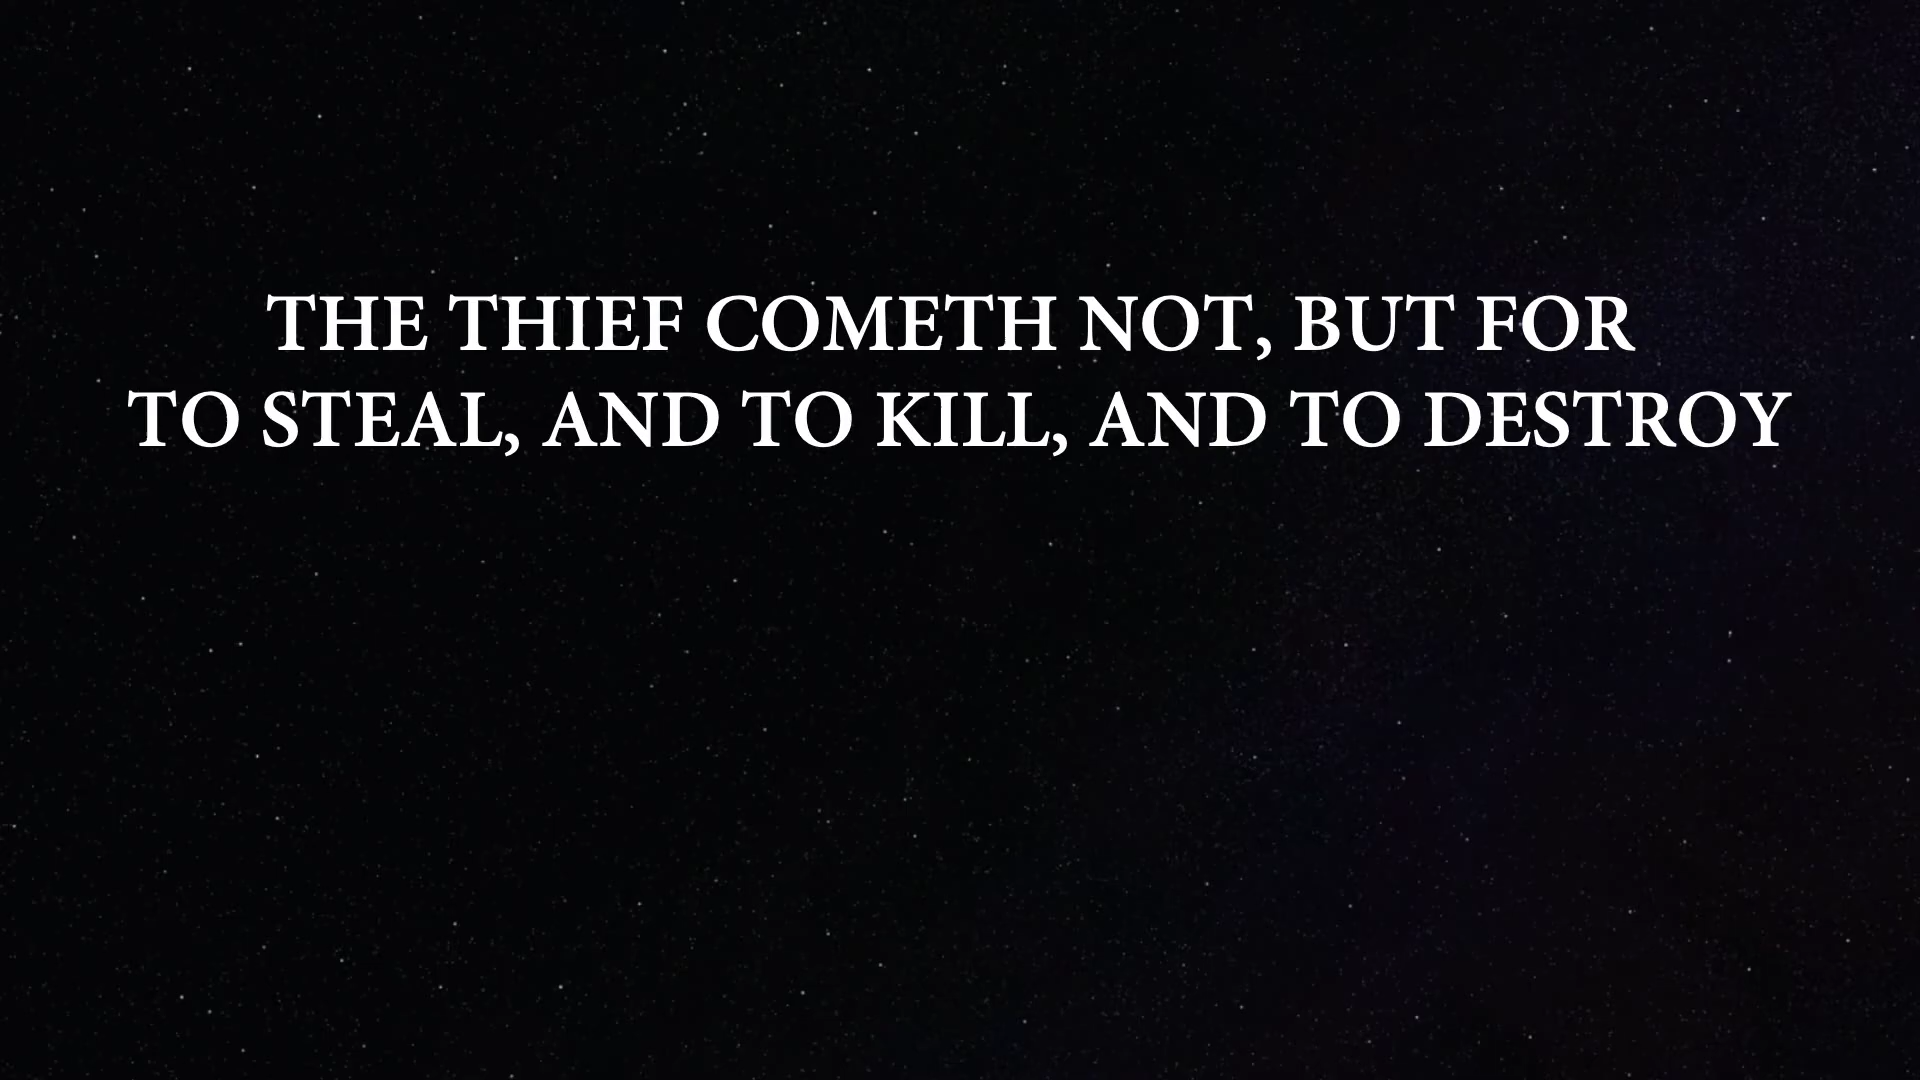 THE THIEF COMETH NOT, BUT FOR
TO STEAL, AND TO KILL, AND TO DESTROY